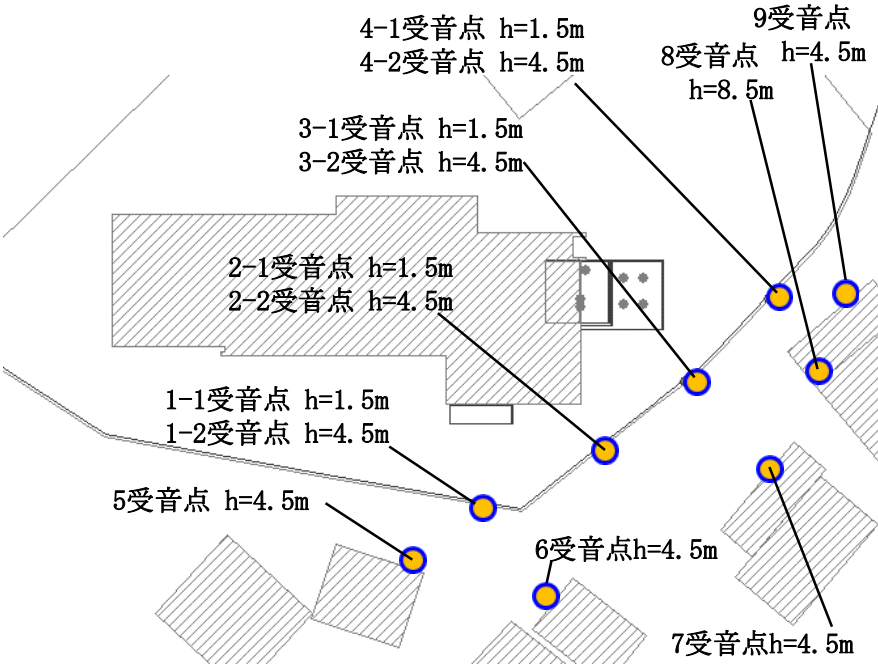 9受音点
h=4.5m
4-1受音点 h=1.5m
4-2受音点 h=4.5m
8受音点
h=8.5m
3-1受音点 h=1.5m
3-2受音点 h=4.5m
2-1受音点 h=1.5m
2-2受音点 h=4.5m
1-1受音点 h=1.5m
1-2受音点 h=4.5m
5受音点 h=4.5m
6受音点h=4.5m
7受音点h=4.5m